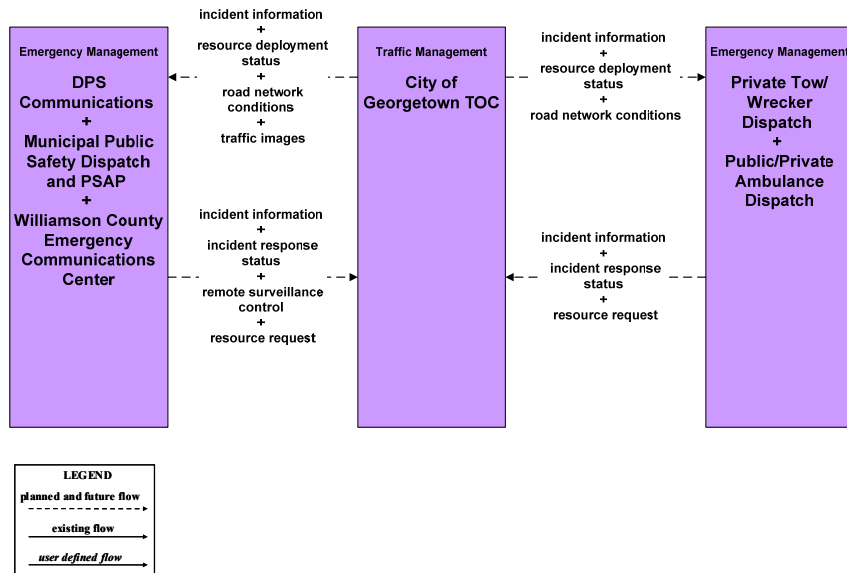 Emergency Management
DPS
Communications
+
Municipal Public
Safety Dispatch
and PSAP
+
Williamson County
Emergency
Communications
Center
incident information
+
resource deployment
status
+
road network
conditions
+
traffic images
incident information
+
incident response
status
+
remote surveillance
control
+
resource request
Traffic Management
City of
Georgetown TOC
incident information
+
resource deployment
status
+
road network conditions
incident information
+
incident response
status
+
resource request
Emergency Management
Private Tow/
Wrecker
Dispatch
+
Public/Private
Ambulance
Dispatch
LEGEND
planned and future flow
existing flow
user defined flow